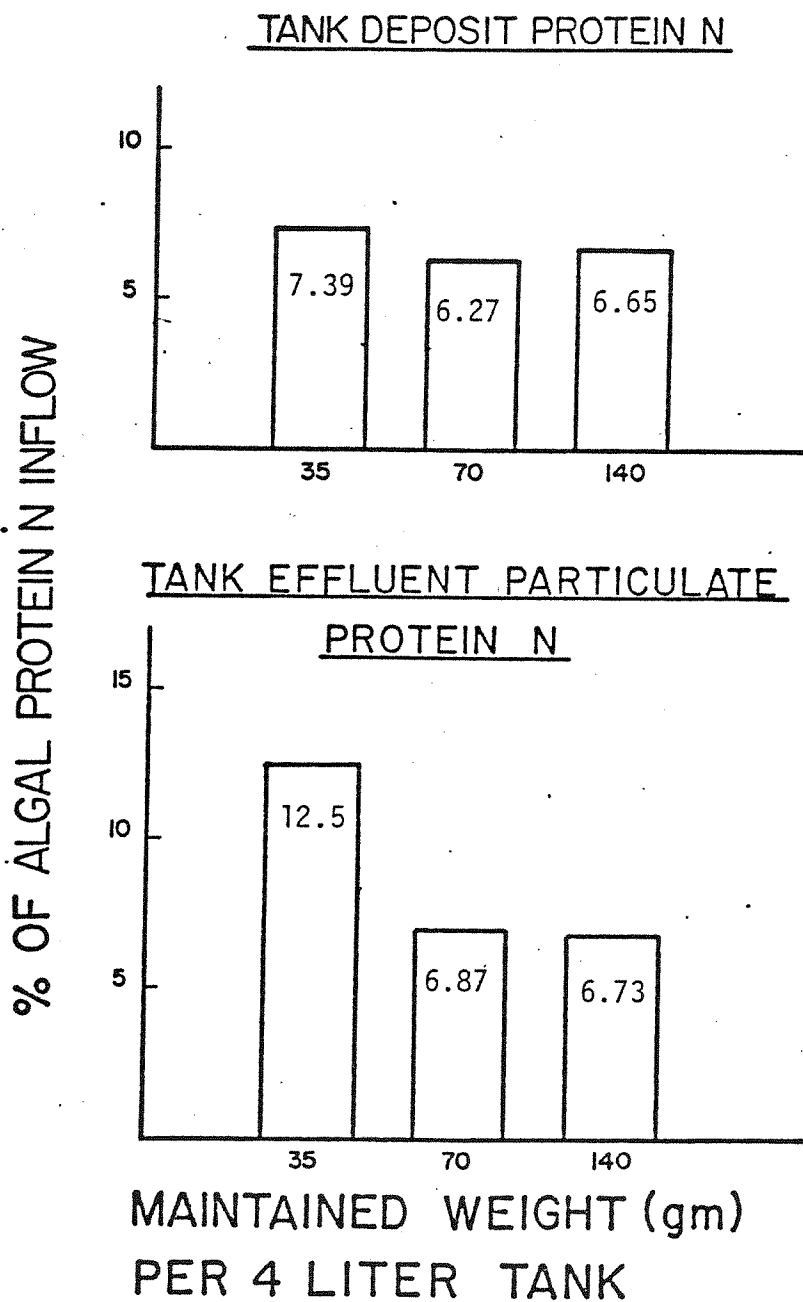 TANK DEPOSIT PROTEIN N
10
5
7.39
6.27
6.65
35 70 140
% OF ALGAL PROTEIN N INFLOW
TANK EFFLUENT PARTICULATE
PROTEIN N
15
10
5
12.5
6.87
6.73
35 70 140
MAINTAINED WEIGHT (gm)
PER 4 LITER TANK